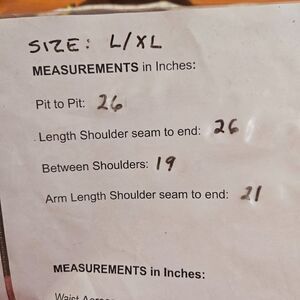 SIZE: L/XL
MEASUREMENTS in Inches:
Pit to Pit: 26
Length Shoulder seam to end: 26
Between Shoulders: 19
Arm Length Shoulder seam to end: 21
MEASUREMENTS in Inches:
Waist